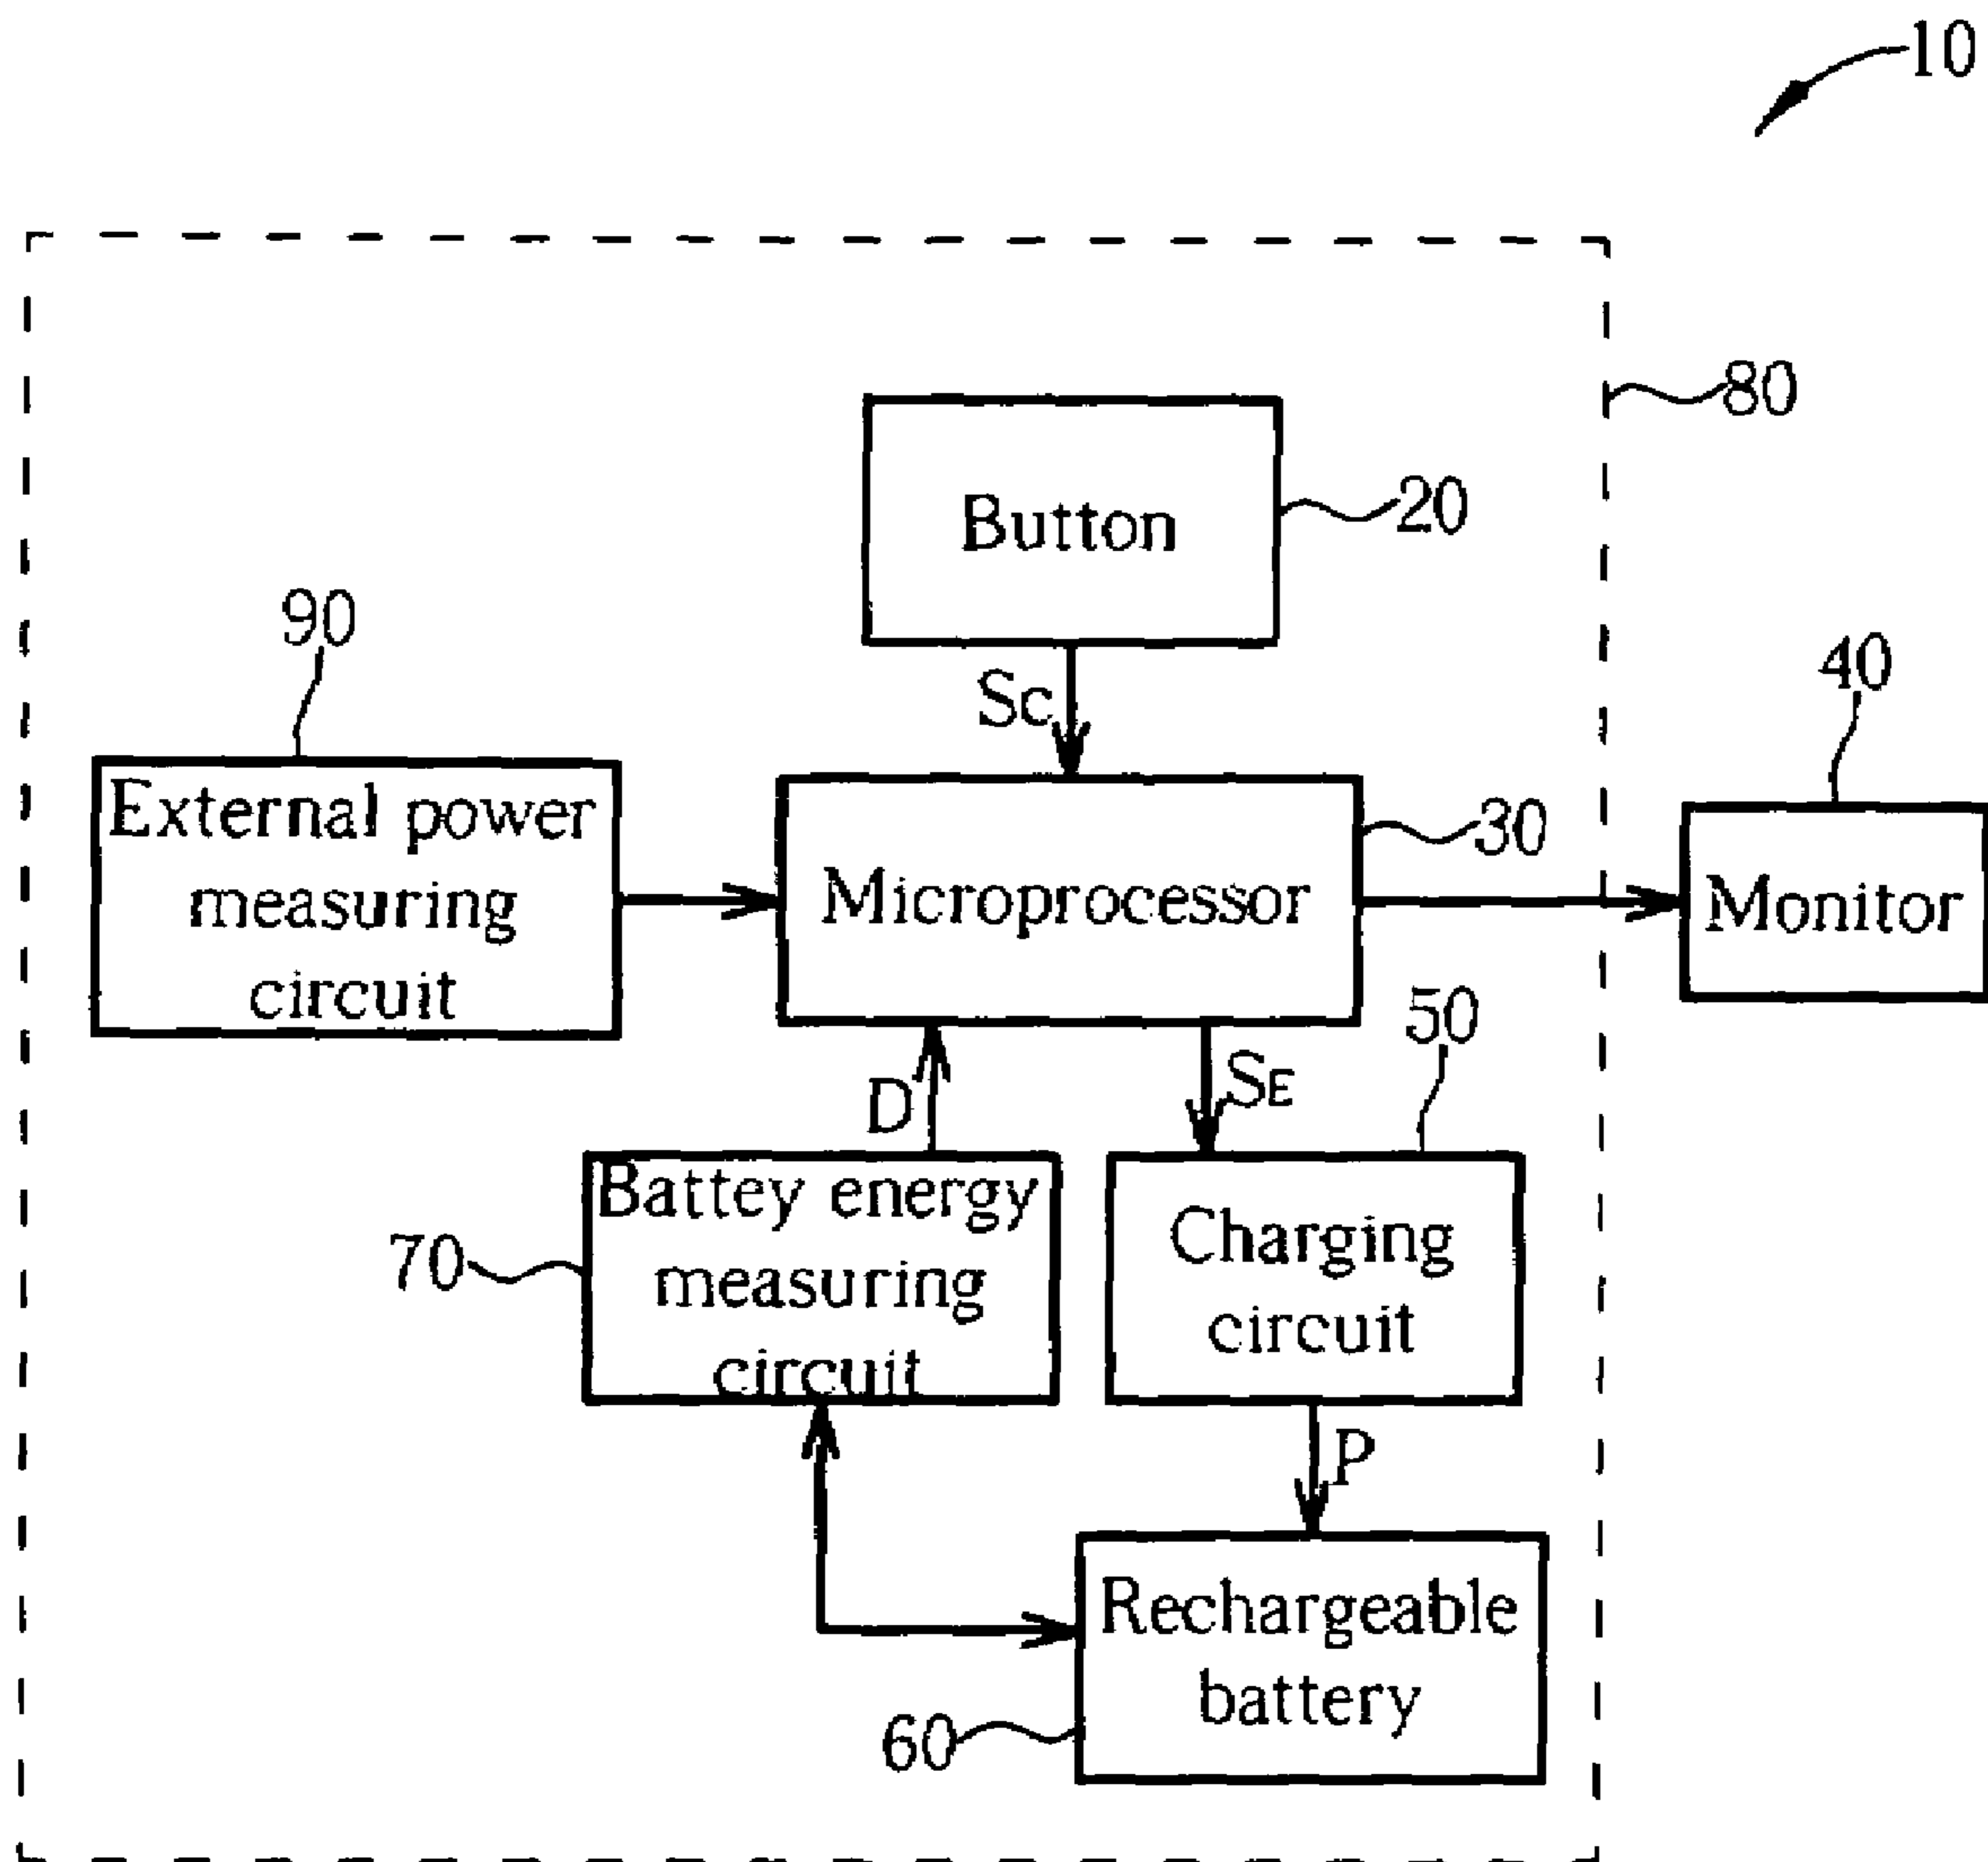 10
80
Button
20
90
Sc
40
External power
measuring
circuit
Microprocessor
30
Monitor
50
D
SE
Battey energy
measuring
circuit
70
Charging
circuit
P
Rechargeable
battery
60